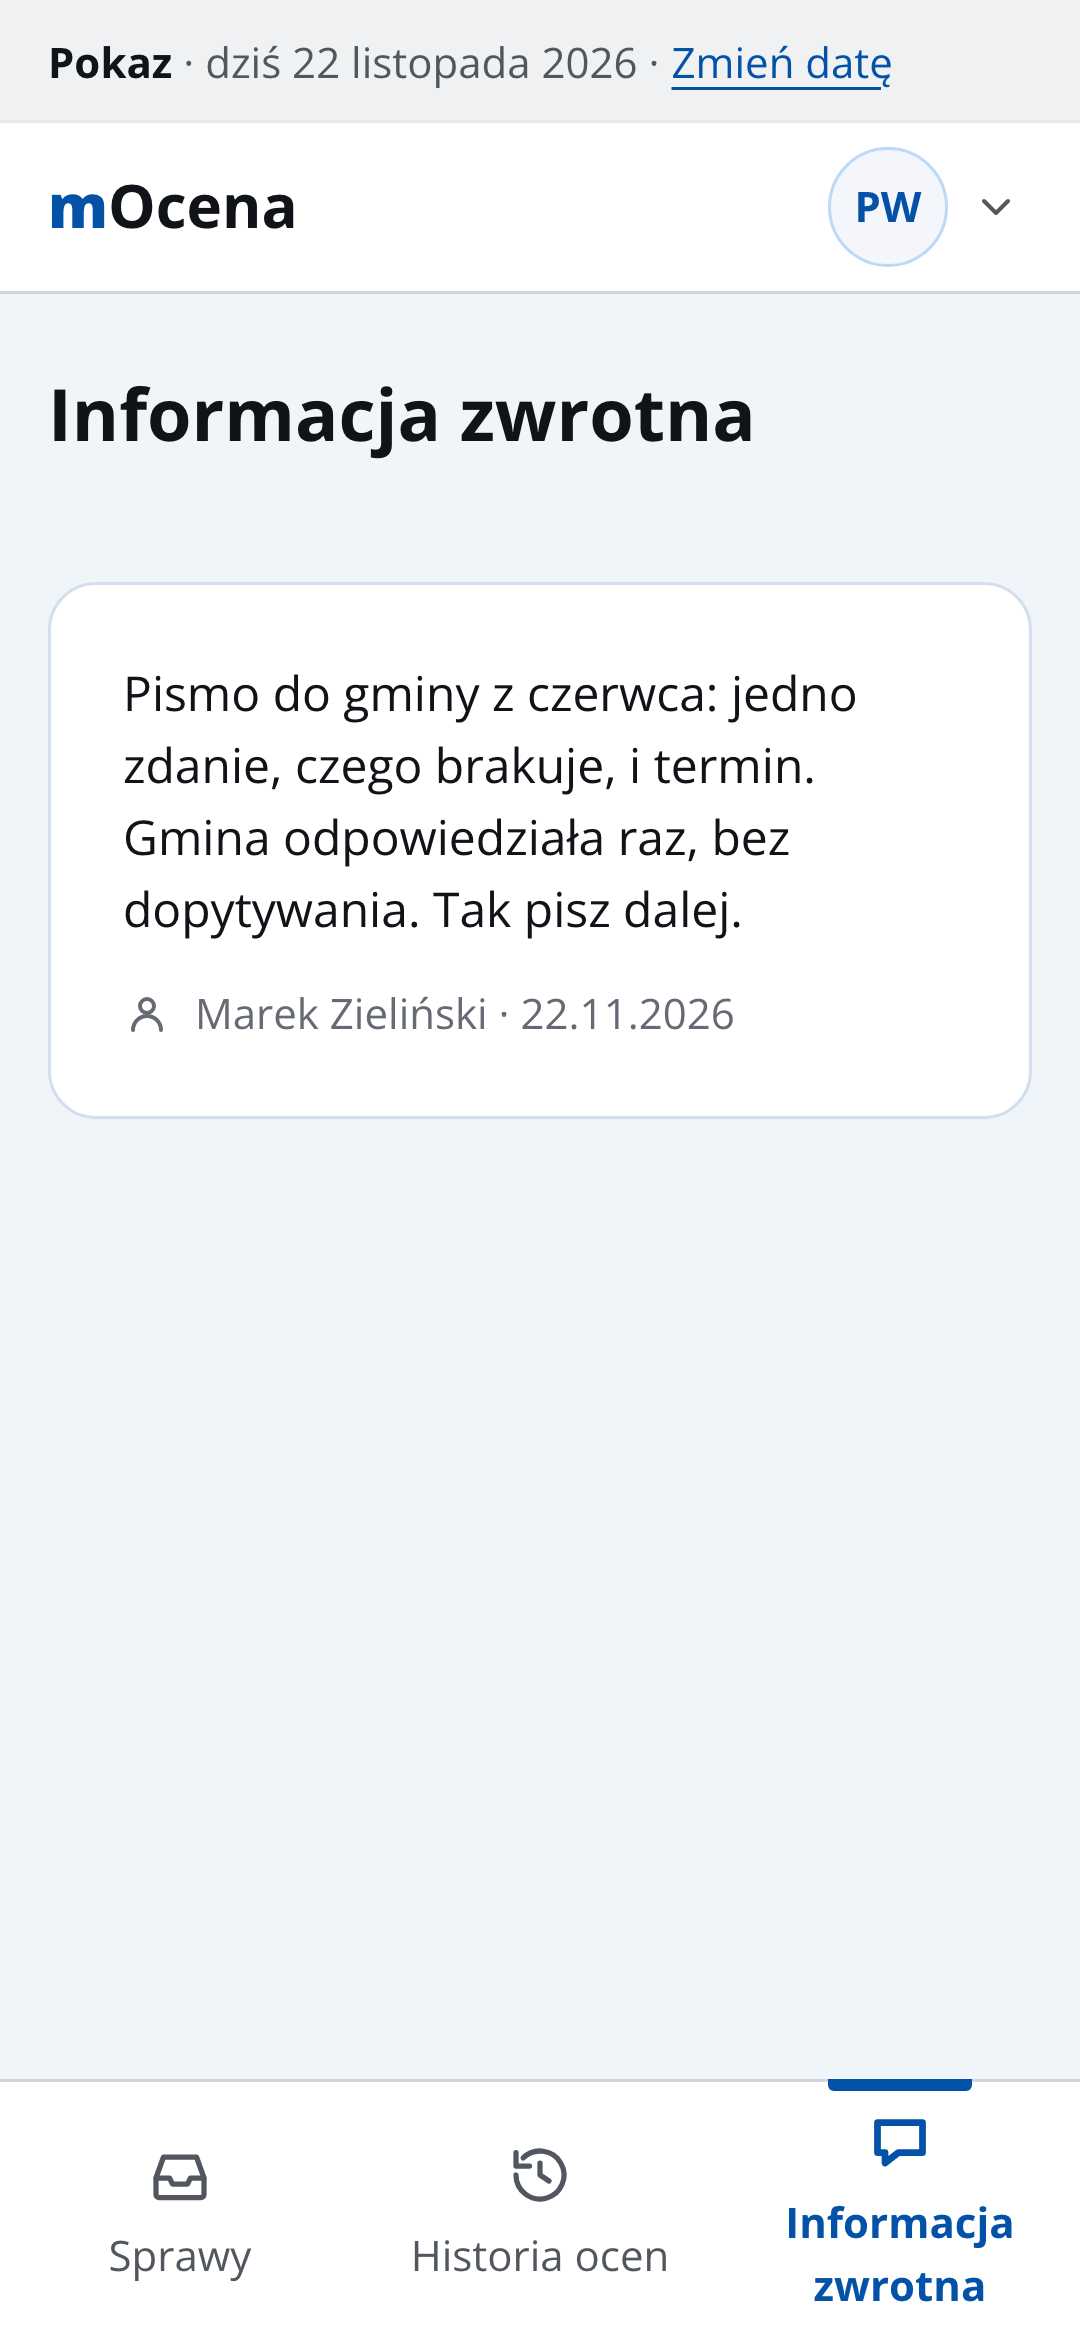 Pokaz · dziś 22 listopada 2026 · Zmień datę
mOcena
PW
Informacja zwrotna
Pismo do gminy z czerwca: jedno
zdanie, czego brakuje, i termin.
Gmina odpowiedziała raz, bez
dopytywania. Tak pisz dalej.
Marek Zieliński · 22.11.2026
Sprawy
Historia ocen
Informacja
zwrotna